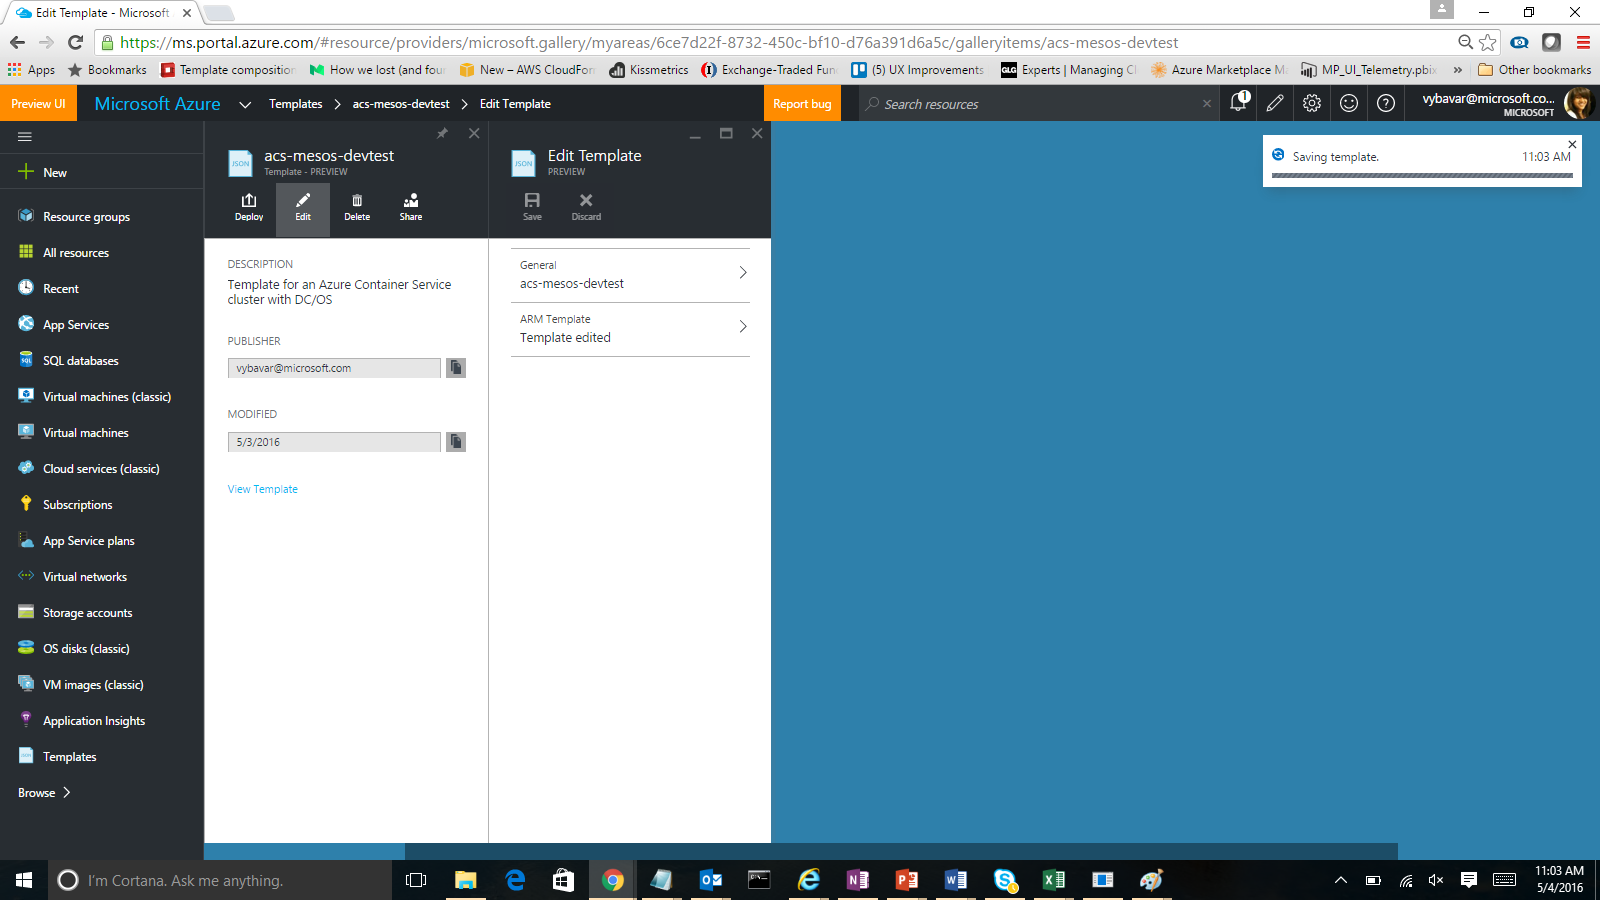 Edit Template - Microsoft
https://ms.portal.azure.com/#resource/providers/microsoft.gallery/myareas/6ce7d22f-8732-450c-bf10-d76a391d6a5c/galleryitems/acs-mesos-devtest
Apps Bookmarks Template composition How we lost (and four New – AWS CloudForm Kissmetrics Exchange-Traded Fun (5) UX Improvements GLG Experts | Managing C Azure Marketplace M MP_UI_Telemetry.pbix » Other bookmarks
Preview UI Microsoft Azure Templates > acs-mesos-devtest > Edit Template Report bug Search resources 1 vybavar@microsoft.co...
MICROSOFT
New
Resource groups
All resources
Recent
App Services
SQL databases
Virtual machines (classic)
Virtual machines
Cloud services (classic)
Subscriptions
App Service plans
Virtual networks
Storage accounts
OS disks (classic)
VM images (classic)
Application Insights
Templates
Browse >
JSON acs-mesos-devtest
Template - PREVIEW
Deploy Edit Delete Share
DESCRIPTION
Template for an Azure Container Service
cluster with DC/OS
PUBLISHER
vybavar@microsoft.com
MODIFIED
5/3/2016
View Template
JSON Edit Template
PREVIEW
Save Discard
General
acs-mesos-devtest
ARM Template
Template edited
Saving template. 11:03 AM
I'm Cortana. Ask me anything.
11:03 AM
5/4/2016